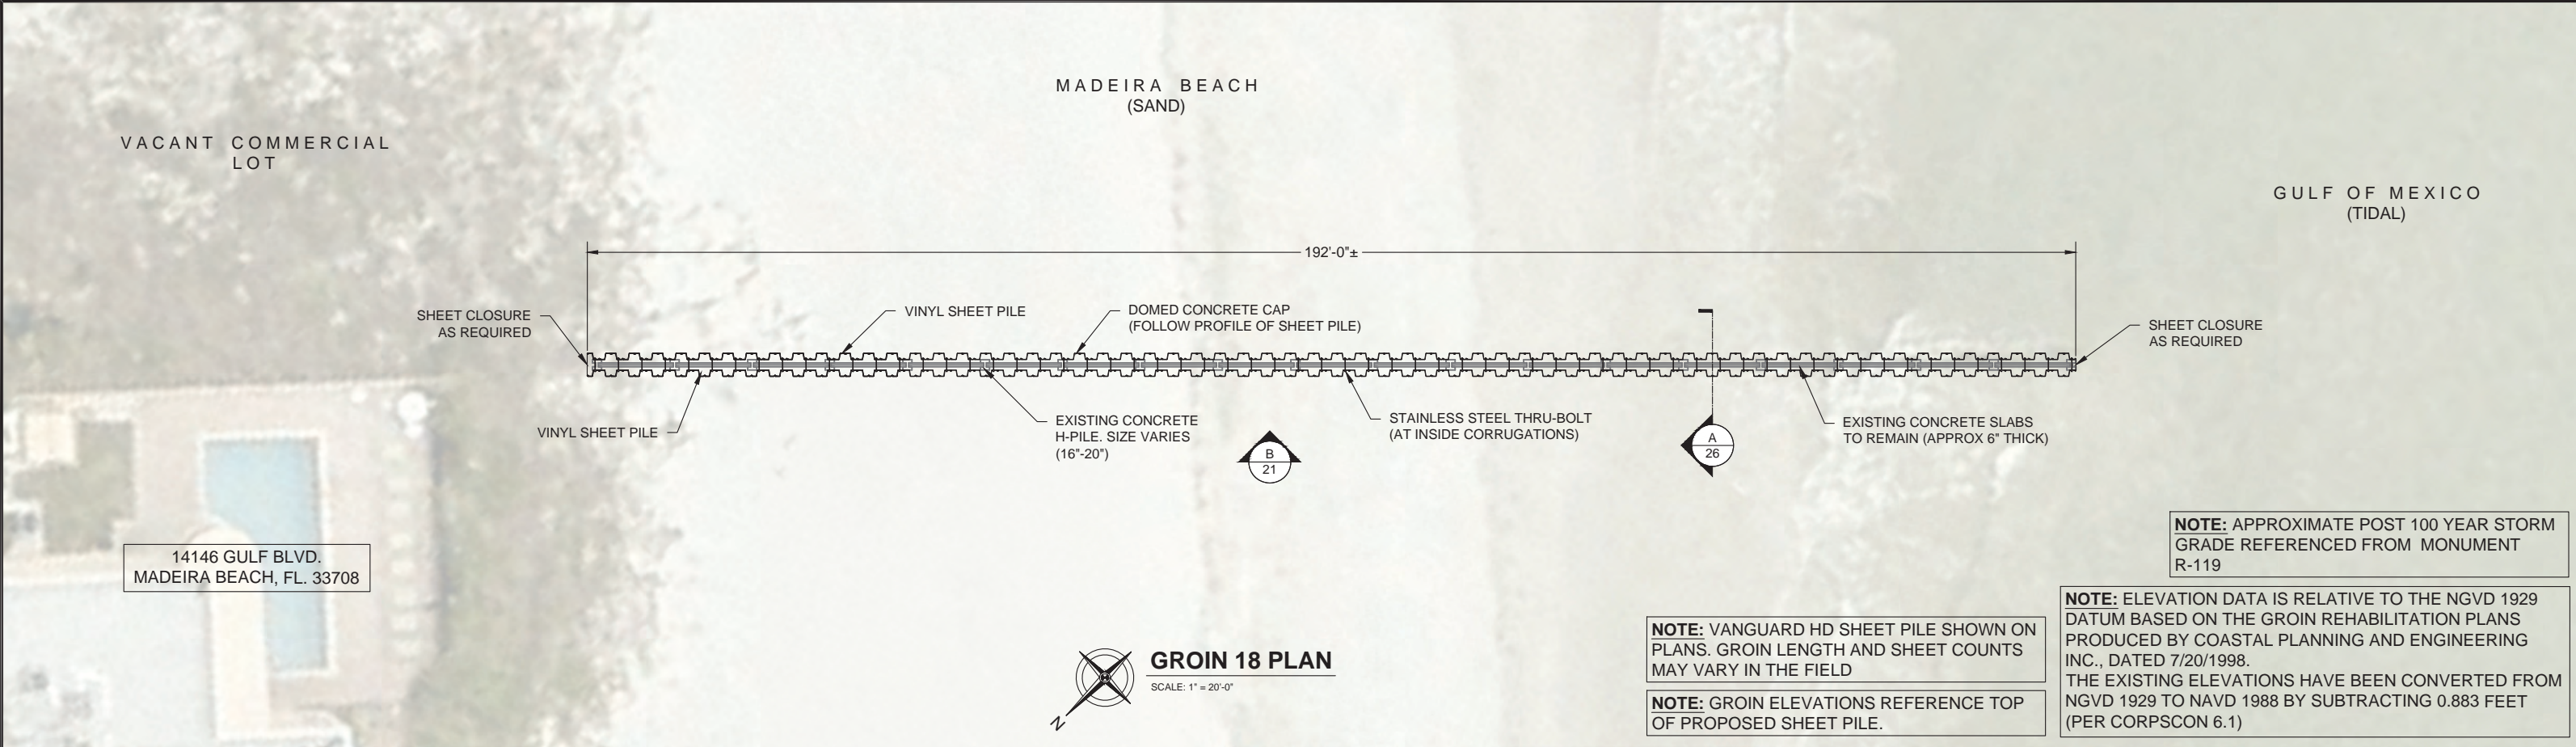 MADEIRA BEACH
(SAND)
VACANT COMMERCIAL
LOT
GULF OF MEXICO
(TIDAL)
192'-0"±
SHEET CLOSURE
AS REQUIRED
VINYL SHEET PILE
DOMED CONCRETE CAP
(FOLLOW PROFILE OF SHEET PILE)
SHEET CLOSURE
AS REQUIRED
VINYL SHEET PILE
EXISTING CONCRETE
H-PILE. SIZE VARIES
(16"-20")
B
21
STAINLESS STEEL THRU-BOLT
(AT INSIDE CORRUGATIONS)
A
26
EXISTING CONCRETE SLABS
TO REMAIN (APPROX 6" THICK)
14146 GULF BLVD.
MADEIRA BEACH, FL. 33708
N
GROIN 18 PLAN
SCALE: 1" = 20'-0"
NOTE: VANGUARD HD SHEET PILE SHOWN ON
PLANS. GROIN LENGTH AND SHEET COUNTS
MAY VARY IN THE FIELD
NOTE: GROIN ELEVATIONS REFERENCE TOP
OF PROPOSED SHEET PILE.
NOTE: APPROXIMATE POST 100 YEAR STORM
GRADE REFERENCED FROM MONUMENT
R-119
NOTE: ELEVATION DATA IS RELATIVE TO THE NGVD 1929
DATUM BASED ON THE GROIN REHABILITATION PLANS
PRODUCED BY COASTAL PLANNING AND ENGINEERING
INC., DATED 7/20/1998.
THE EXISTING ELEVATIONS HAVE BEEN CONVERTED FROM
NGVD 1929 TO NAVD 1988 BY SUBTRACTING 0.883 FEET
(PER CORPSCON 6.1)